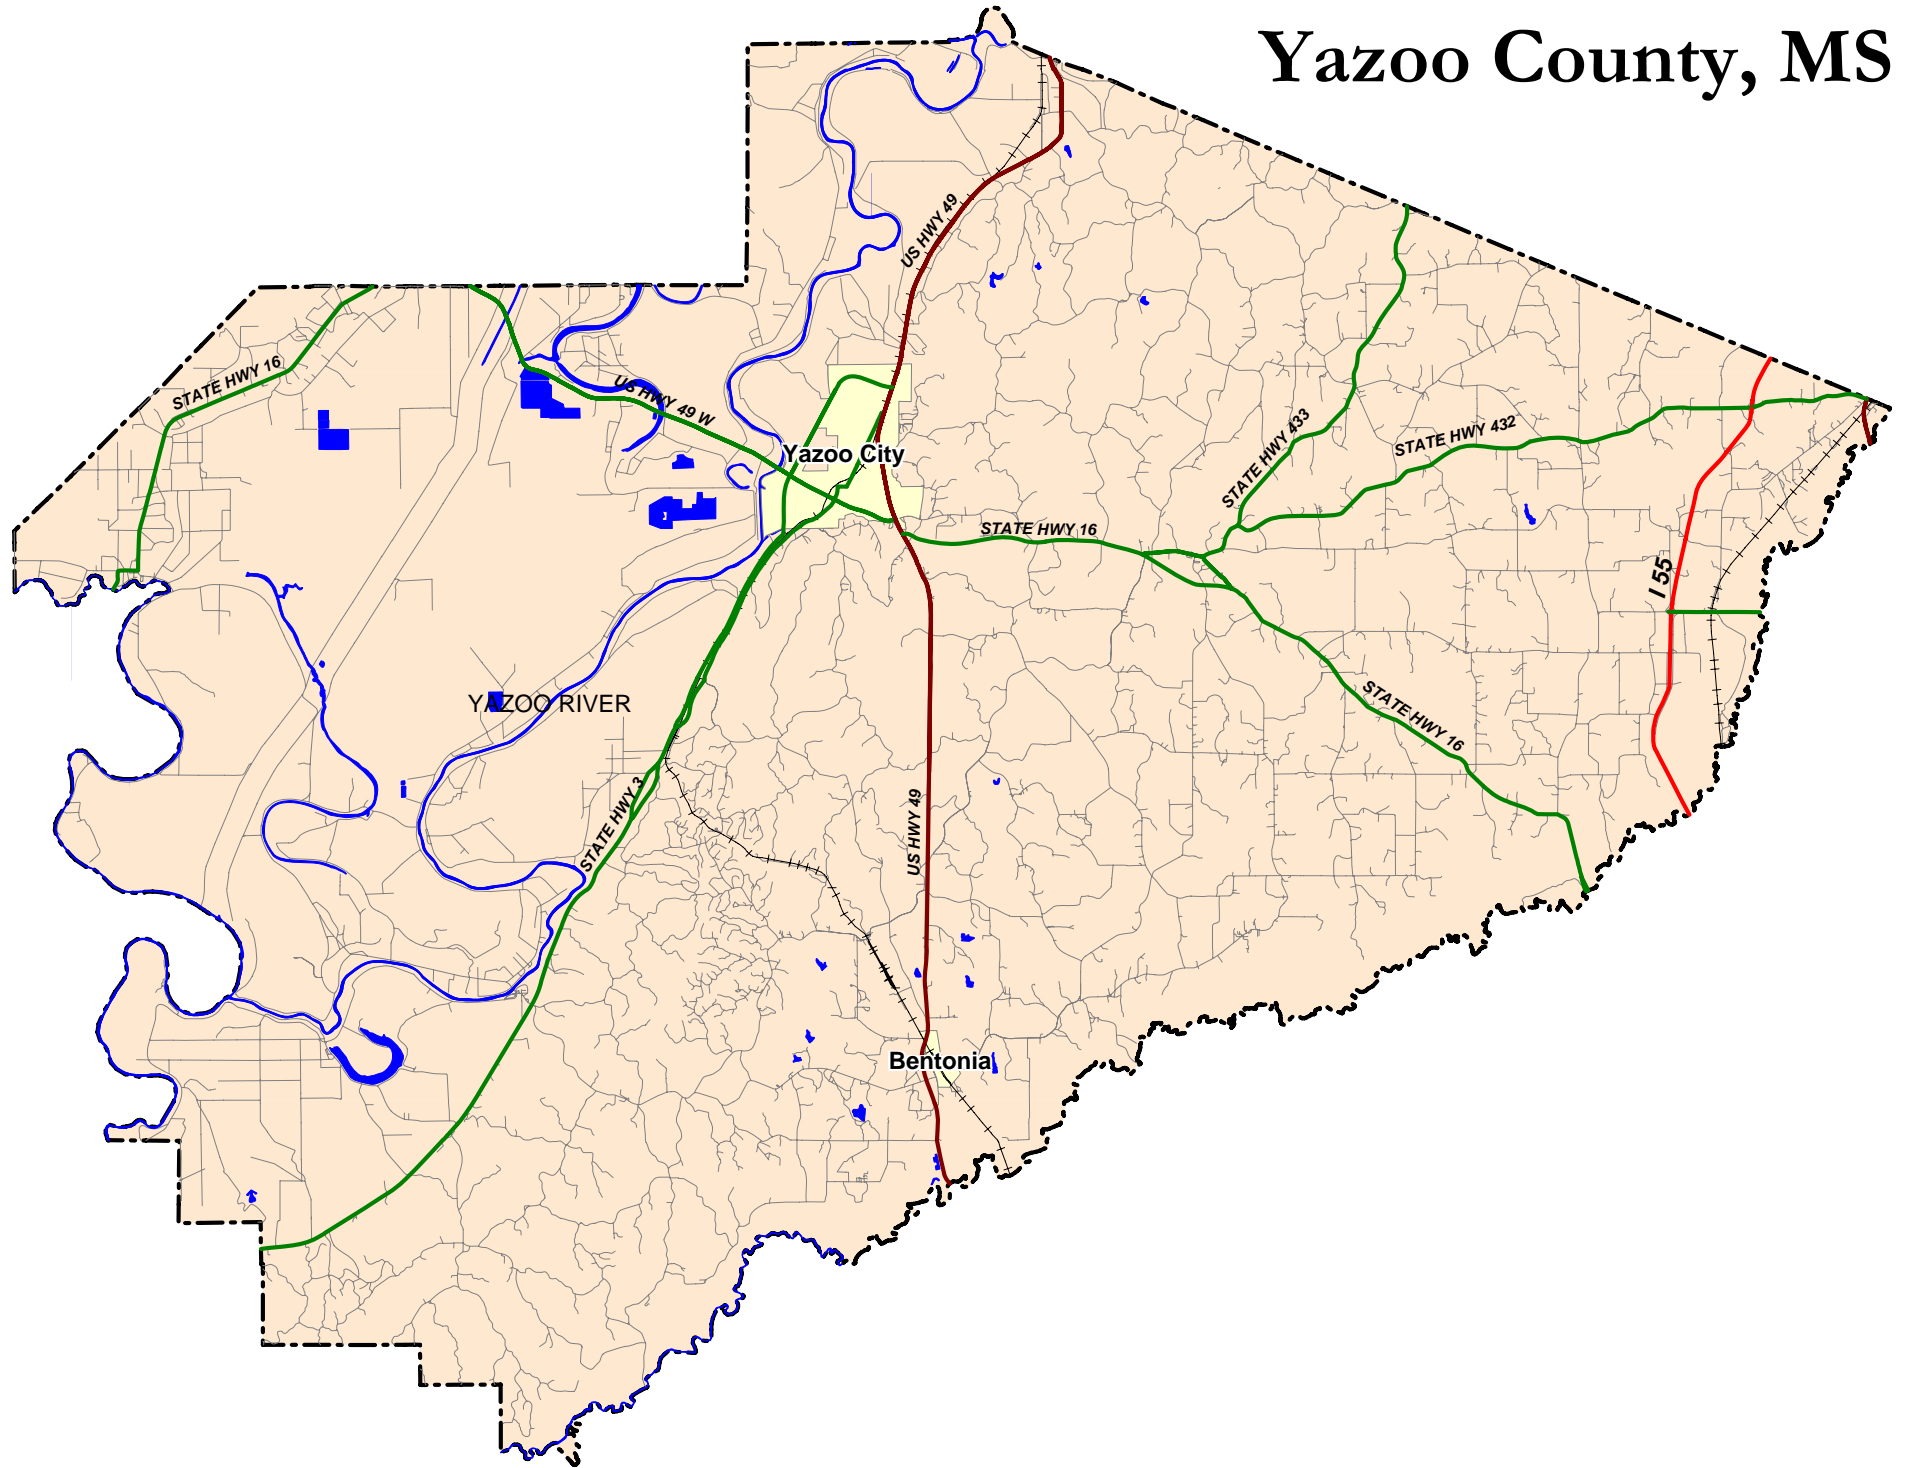 Yazoo County, MS
US HWY 49
STATE HWY 16
US HWY 49 W
STATE HWY 433
STATE HWY 432
Yazoo City
STATE HWY 16
I 55
YAZOO RIVER
STATE HWY 16
STATE HWY 3
US HWY 49
Bentonia